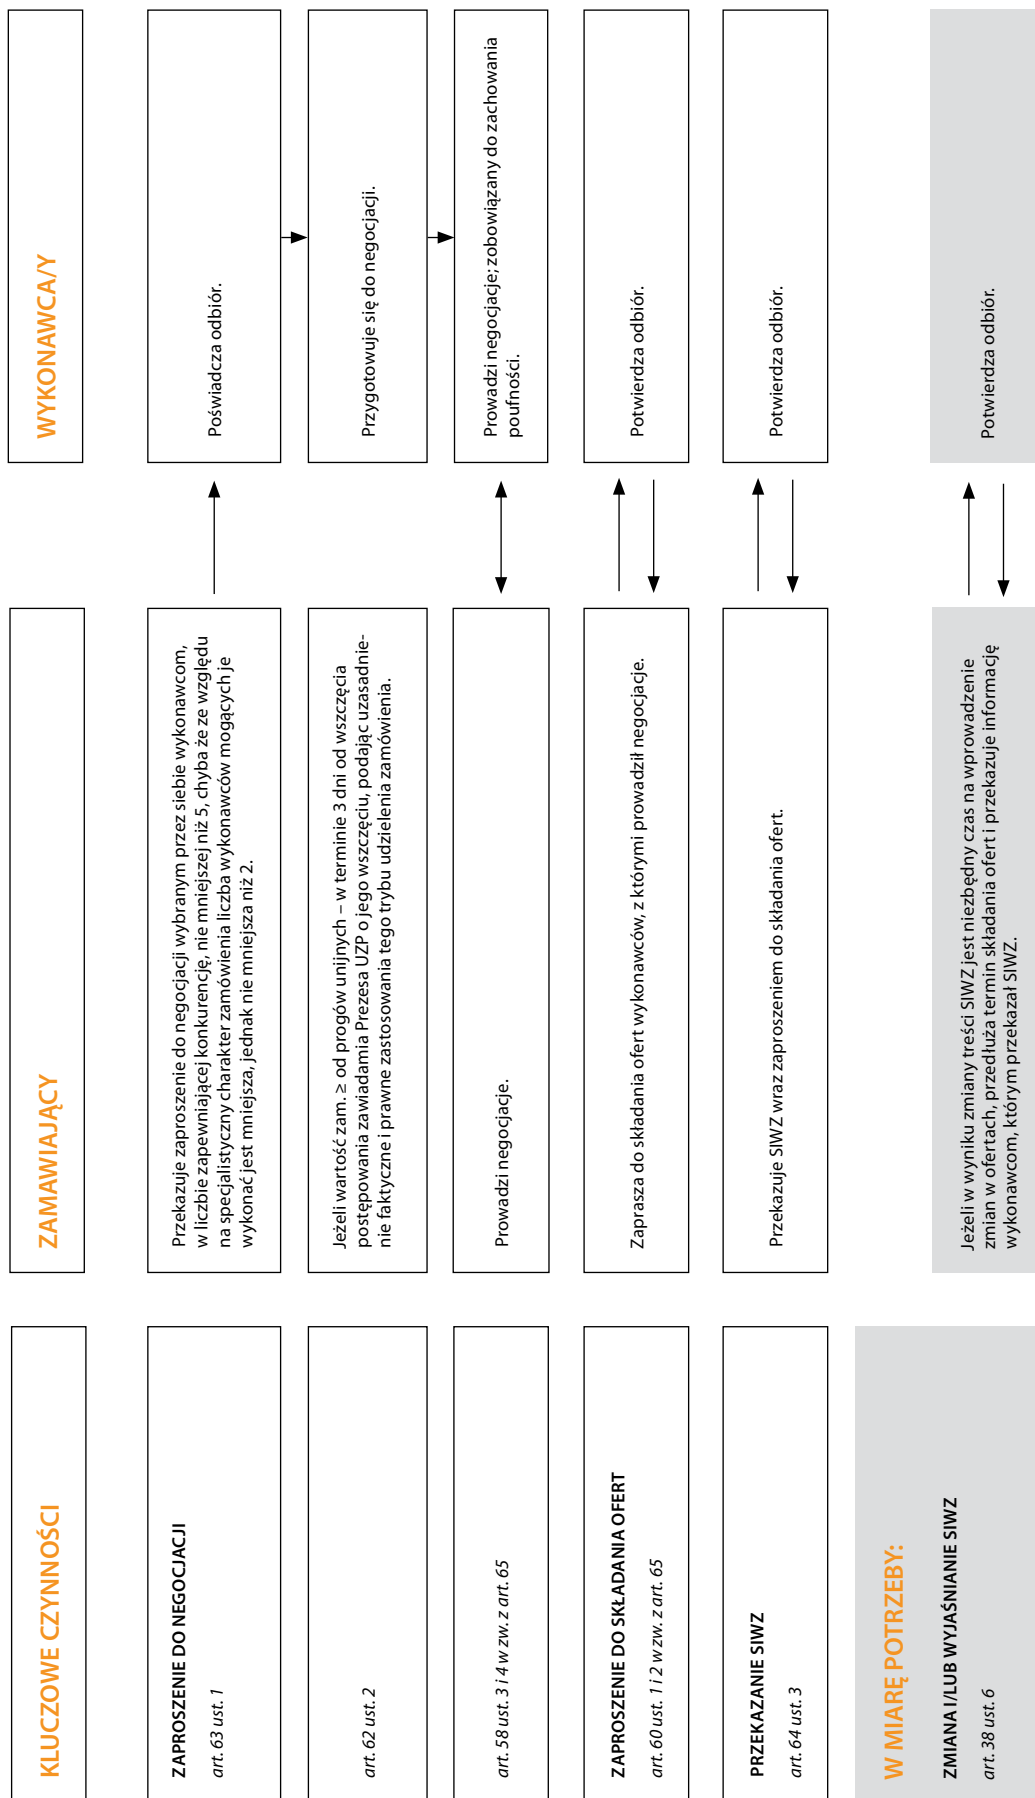 KLUCZOWE CZYNNOŚCI
ZAMAWIAJĄCY
WYKONAWCA/Y
ZAPROSZENIE DO NEGOCJACJI
art. 63 ust. 1
Przekazuje zaproszenie do negocjacji wybranym przez siebie wykonawcom,
w liczbie zapewniającej konkurencję, nie mniejszej niż 5, chyba że ze względu
na specjalistyczny charakter zamówienia liczba wykonawców mogących je
wykonać jest mniejsza, jednak nie mniejsza niż 2.
Poświadcza odbiór.
art. 62 ust. 2
Jeżeli wartość zam. ≥ od progów unijnych – w terminie 3 dni od wszczęcia
postępowania zawiadamia Prezesa UZP o jego wszczęciu, podając uzasadnie-
nie faktyczne i prawne zastosowania tego trybu udzielenia zamówienia.
Przygotowuje się do negocjacji.
art. 58 ust. 3 i 4 w zw. z art. 65
Prowadzi negocjacje.
Prowadzi negocjacje; zobowiązany do zachowania
poufności.
ZAPROSZENIE DO SKŁADANIA OFERT
art. 60 ust. 1 i 2 w zw. z art. 65
Zaprasza do składania ofert wykonawców, z którymi prowadził negocjacje.
Potwierdza odbiór.
PRZEKAZANIE SIWZ
art. 64 ust. 3
Przekazuje SIWZ wraz zaproszeniem do składania ofert.
Potwierdza odbiór.
W MIARĘ POTRZEBY:
ZMIANA I/LUB WYJAŚNIANIE SIWZ
art. 38 ust. 6
Jeżeli w wyniku zmiany treści SIWZ jest niezbędny czas na wprowadzenie
zmian w ofertach, przedłuża termin składania ofert i przekazuje informację
wykonawcom, którym przekazał SIWZ.
Potwierdza odbiór.